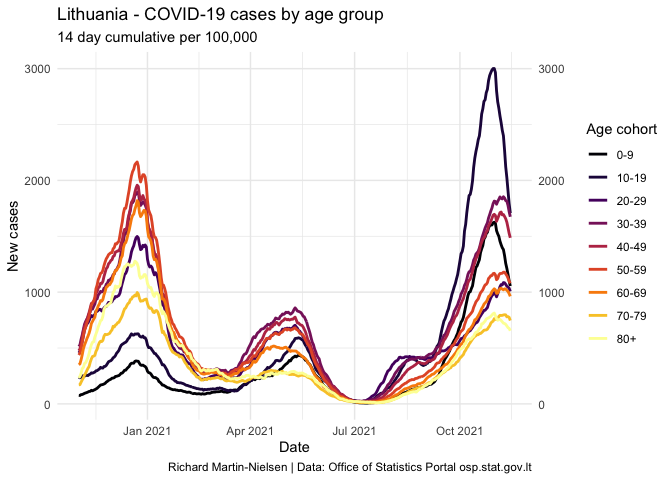 Lithuania - COVID-19 cases by age group
14 day cumulative per 100,000
3000
2000
1000
0
New cases
3000
2000
1000
0
Jan 2021 Apr 2021 Jul 2021 Oct 2021
Date
Age cohort
0-9
10-19
20-29
30-39
40-49
50-59
60-69
70-79
80+
Richard Martin-Nielsen | Data: Office of Statistics Portal osp.stat.gov.lt